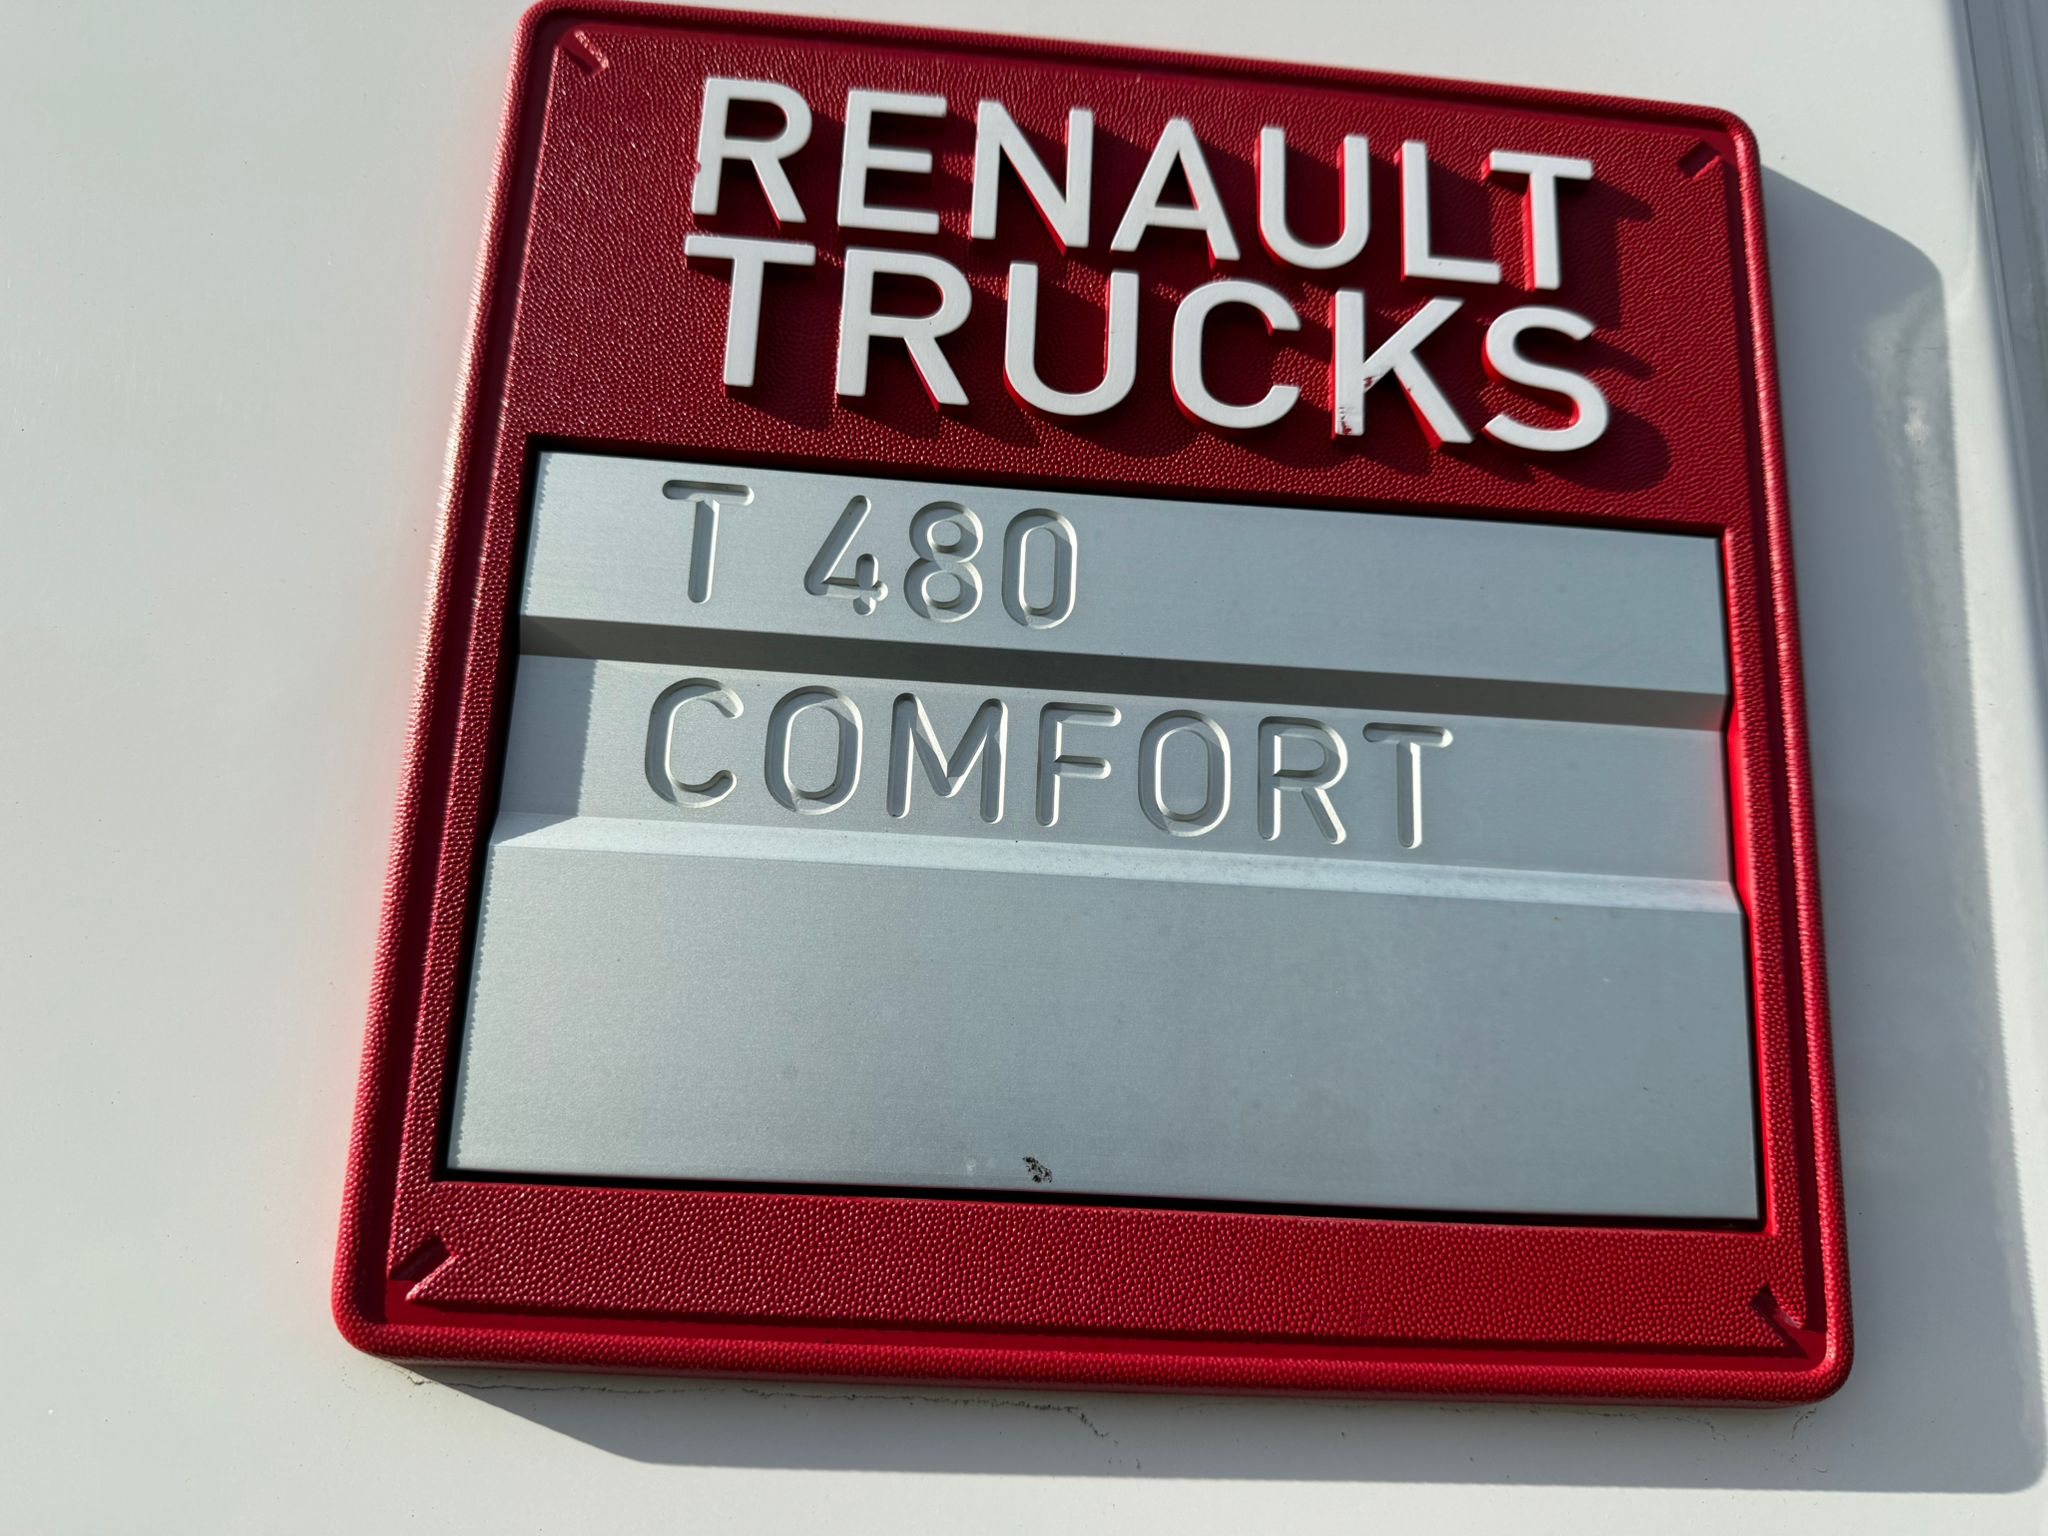 RENAULT
TRUCKS
T 480
COMFORT